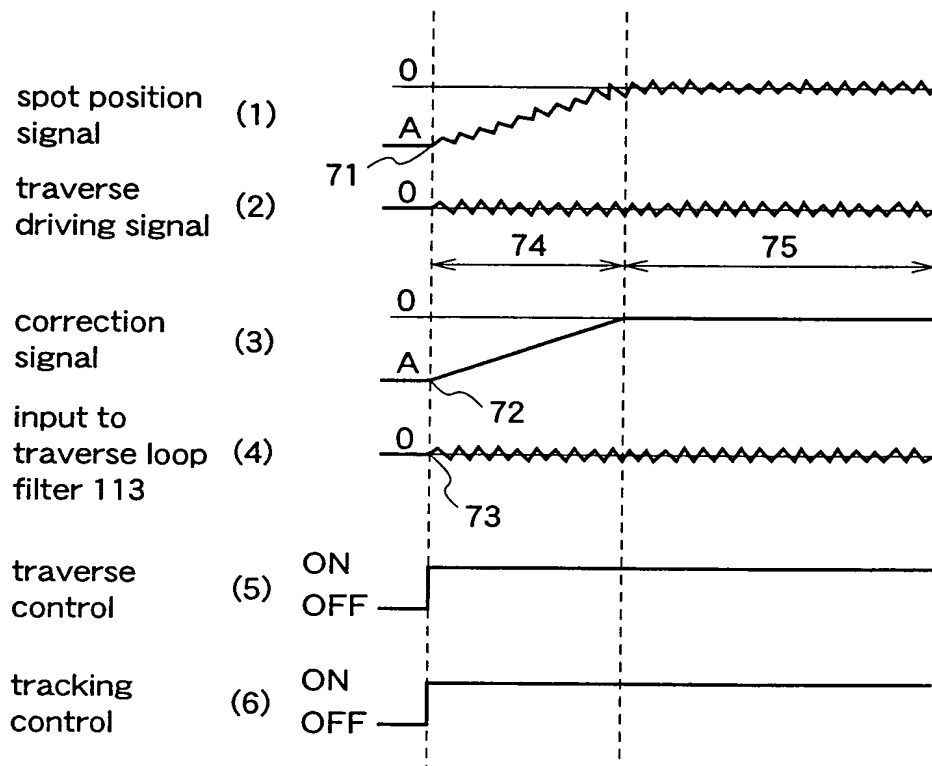 spot position
signal
(1)
0
A
71
traverse
driving signal
(2)
0
74
75
correction
signal
(3)
0
A
72
input to
traverse loop
filter 113
(4)
0
73
traverse
control
(5)
ON
OFF
tracking
control
(6)
ON
OFF